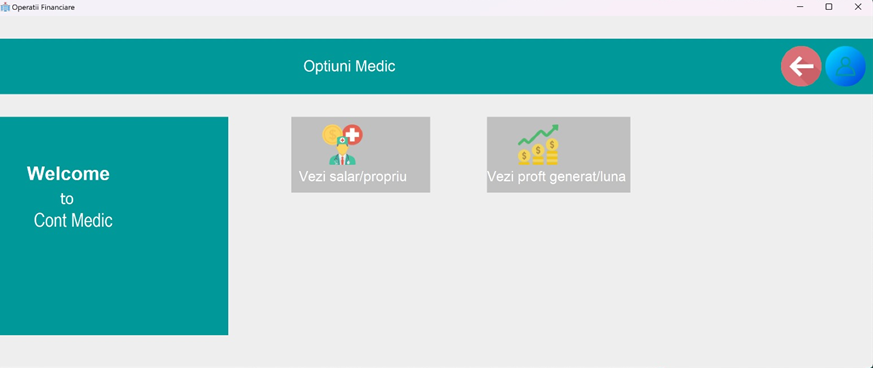 Operatii Financiare
Optiuni Medic
Welcome
to
Cont Medic
Vezi salar/propriu
Vezi proft generat/luna